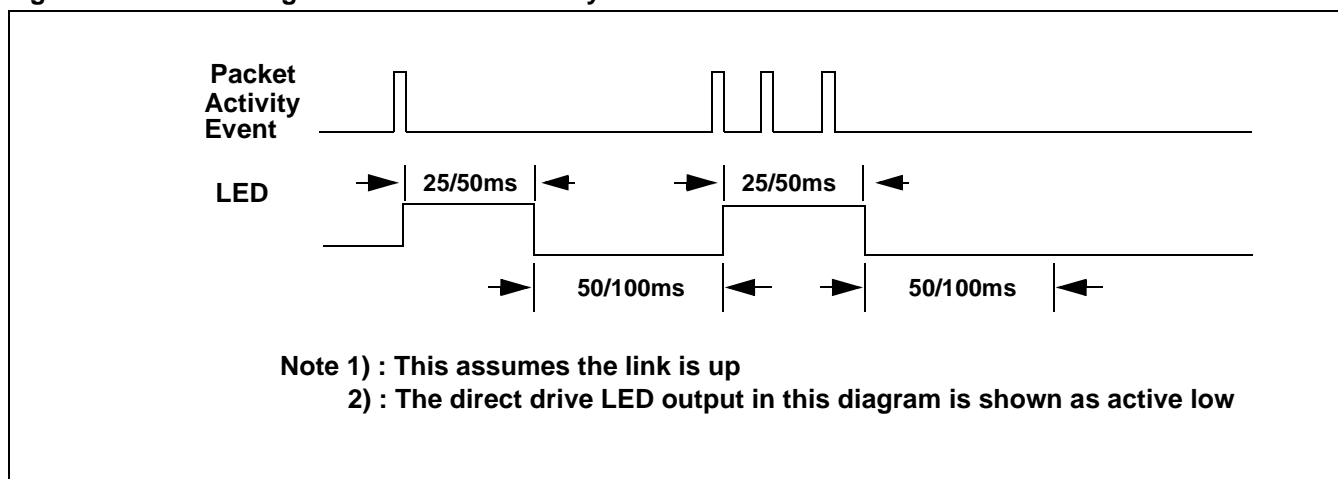 Packet
Activity
Event
LED
25/50ms
25/50ms
50/100ms
50/100ms
Note 1) : This assumes the link is up
2) : The direct drive LED output in this diagram is shown as active low